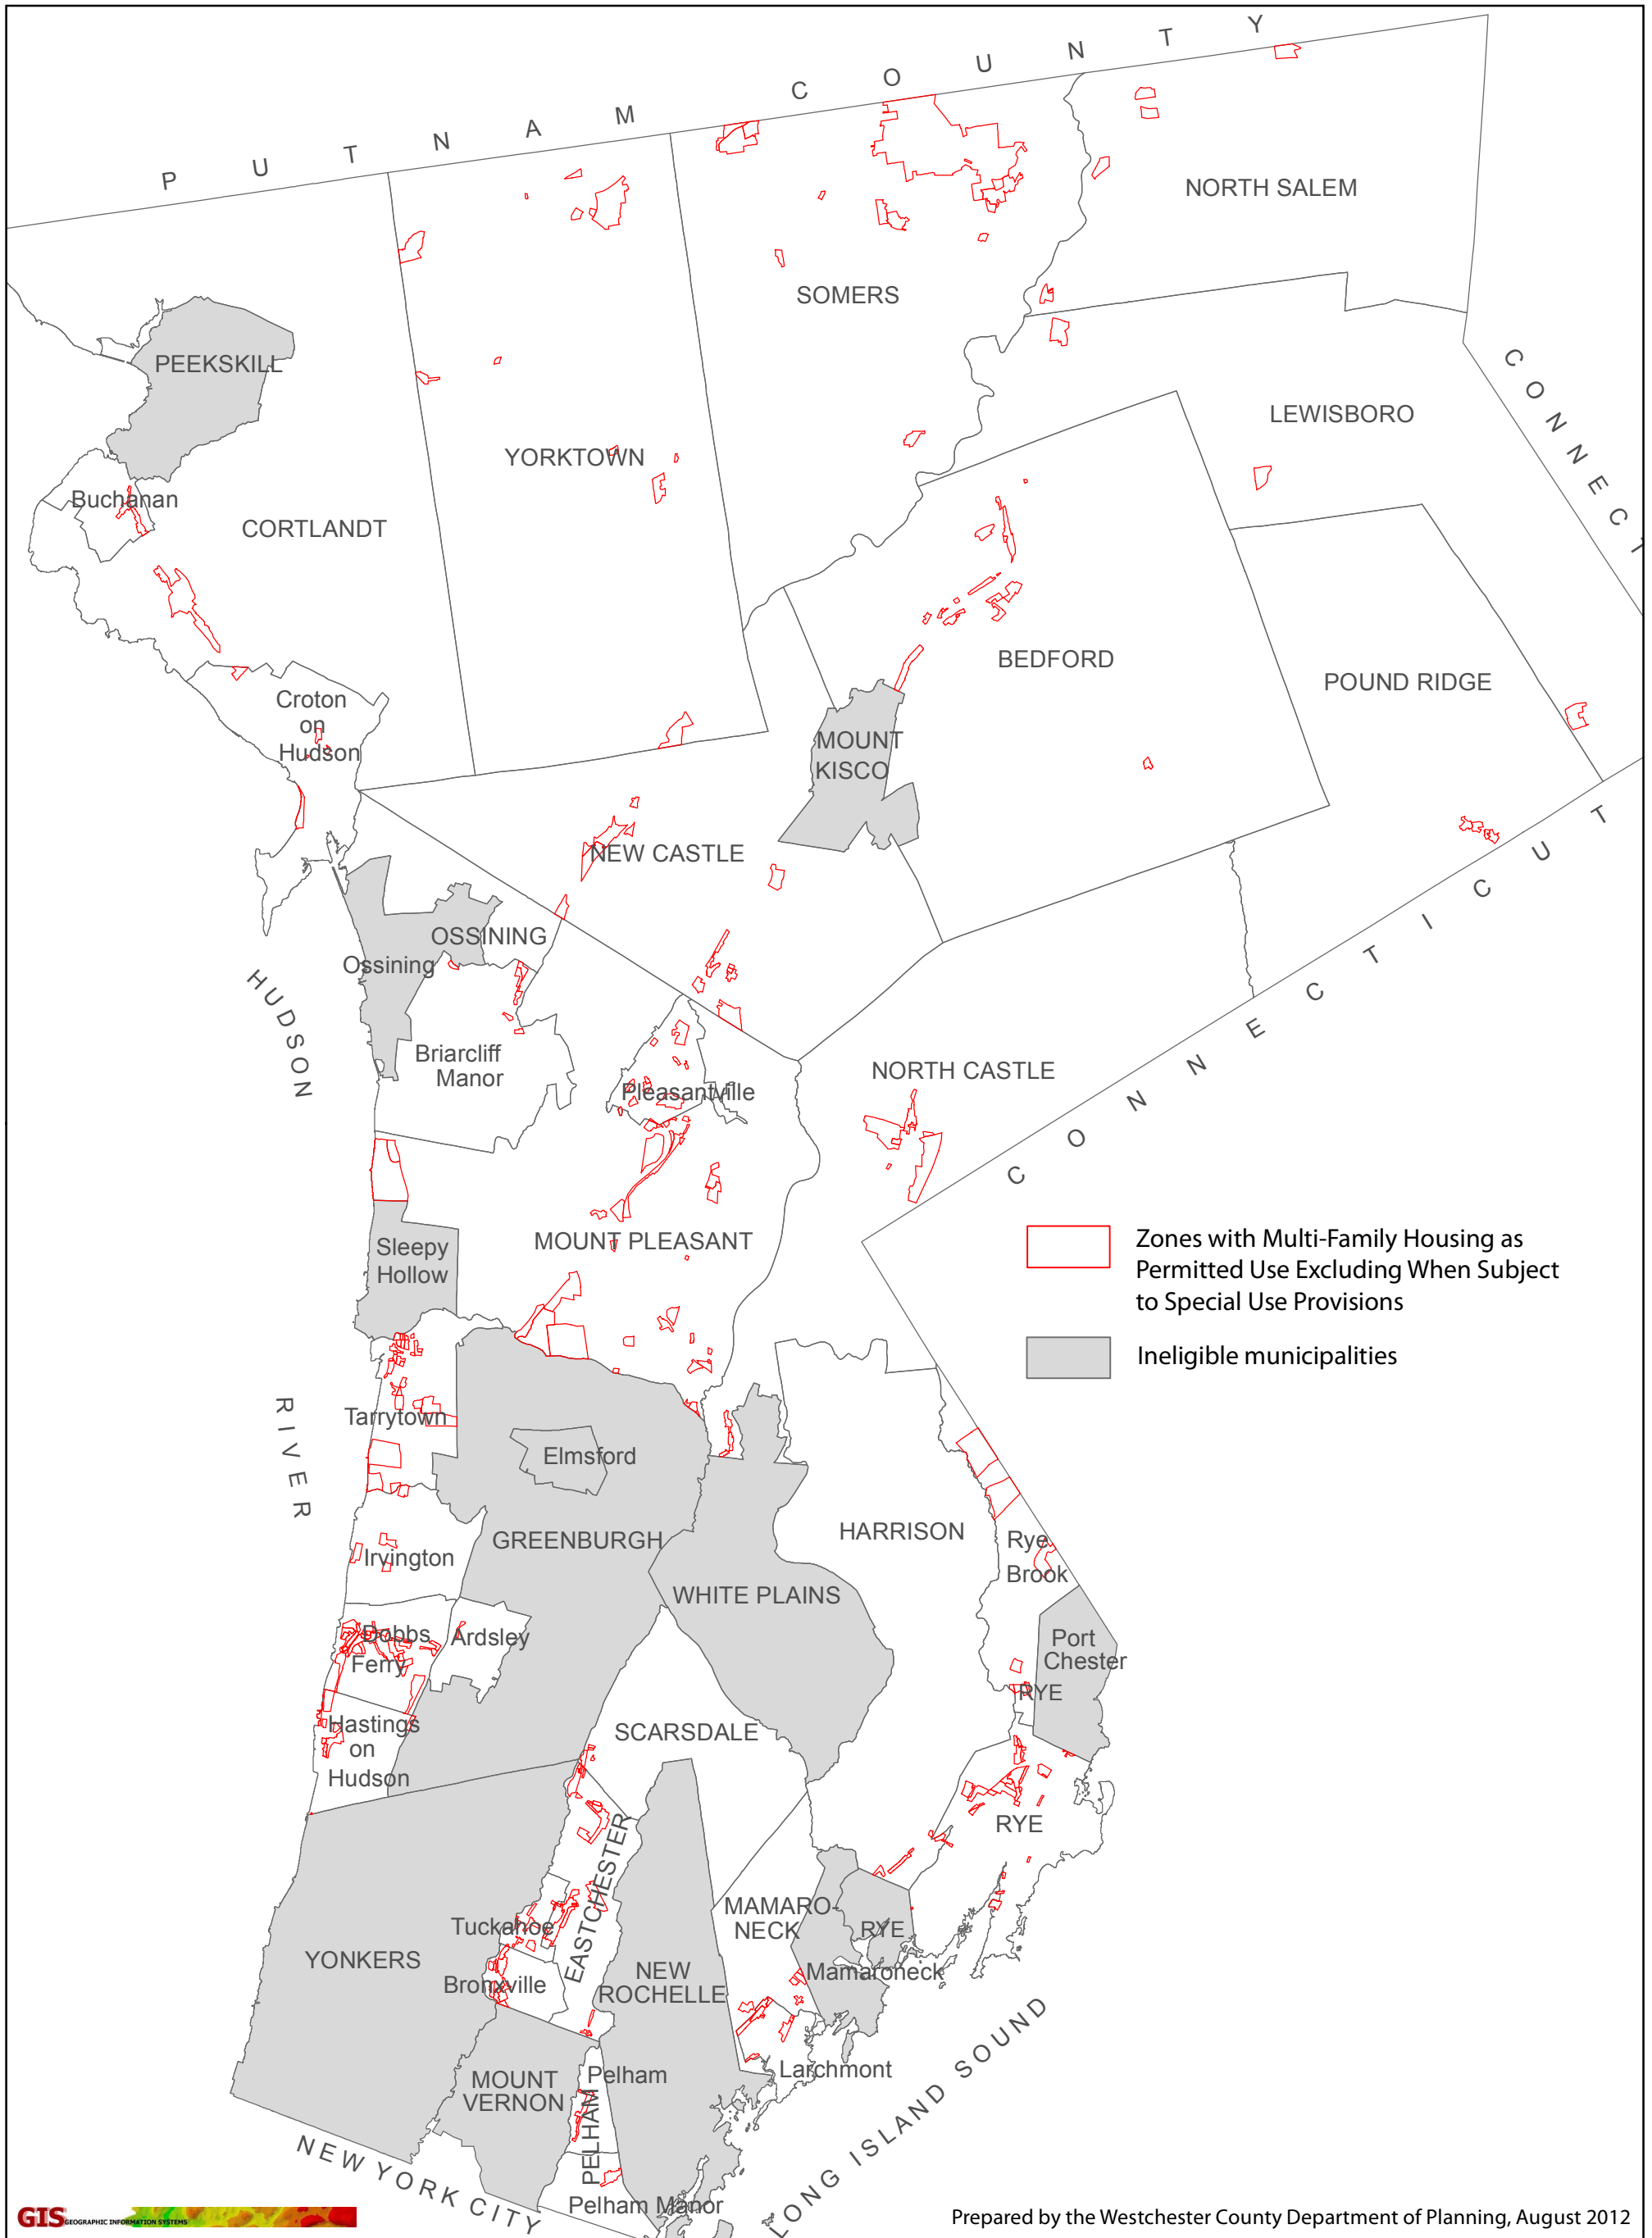 PUTNAM COUNTY
NORTH SALEM
SOMERS
PEEKSKILL
CONNECT
LEWISBORO
YORKTOWN
Buchanan
CORTLANDT
BEDFORD
POUND RIDGE
Croton
on
Hudson
MOUNT
KISCO
NEW CASTLE
CONNECTICUT
OSSINING
Ossining
HUDSON
Briarcliff
Manor
Pleasantville
NORTH CASTLE
MOUNT PLEASANT
Sleepy
Hollow
Zones with Multi-Family Housing as
Permitted Use Excluding When Subject
to Special Use Provisions
Ineligible municipalities
RIVER
Tarrytown
Elmsford
GREENBURGH
HARRISON
Rye
Brook
Irvington
WHITE PLAINS
Dobbs
Ferry
Ardsley
Port
Chester
RYE
Hastings
on
Hudson
SCARSDALE
RYE
EASTCHESTER
MAMARO-
NECK
RYE
Tuckahoe
YONKERS
Bronxville
NEW
ROCHELLE
Mamaroneck
LONG ISLAND SOUND
Larchmont
MOUNT
VERNON
Pelham
PELHAM
NEW YORK CITY
Pelham Manor
GIS GEOGRAPHIC INFORMATION SYSTEMS
Prepared by the Westchester County Department of Planning, August 2012